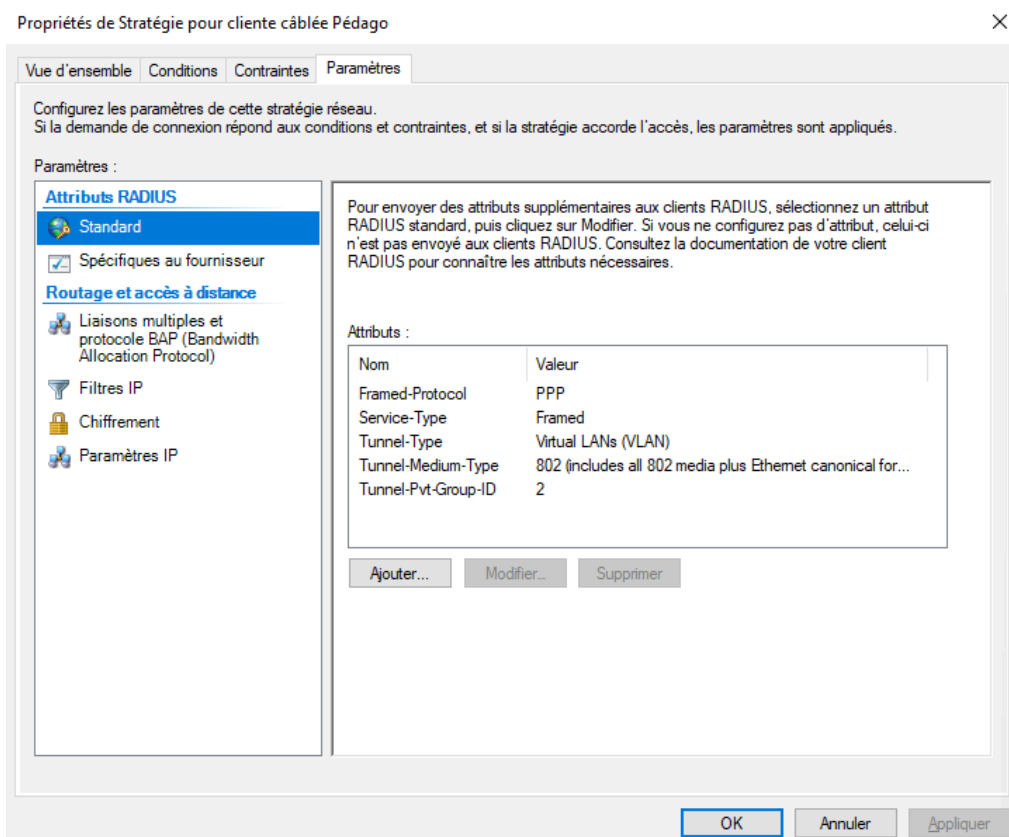 Propriétés de Stratégie pour cliente câblée Pédago
Vue d'ensemble Conditions Contraintes Paramètres
Configurez les paramètres de cette stratégie réseau.
Si la demande de connexion répond aux conditions et contraintes, et si la stratégie accorde l'accès, les paramètres sont appliqués.
Paramètres :
Attributs RADIUS
Standard
Spécifiques au fournisseur
Routage et accès à distance
Liaisons multiples et
protocole BAP (Bandwidth
Allocation Protocol)
Filtres IP
Chiffrement
Paramètres IP
Pour envoyer des attributs supplémentaires aux clients RADIUS, sélectionnez un attribut
RADIUS standard, puis cliquez sur Modifier. Si vous ne configurez pas d'attribut, celui-ci
n'est pas envoyé aux clients RADIUS. Consultez la documentation de votre client
RADIUS pour connaître les attributs nécessaires.
Attributs :
Nom Valeur
Framed-Protocol PPP
Service-Type Framed
Tunnel-Type Virtual LANs (VLAN)
Tunnel-Medium-Type 802 (includes all 802 media plus Ethernet canonical for...
Tunnel-Pvt-Group-ID 2
Ajouter... Modifier... Supprimer
OK Annuler Appliquer